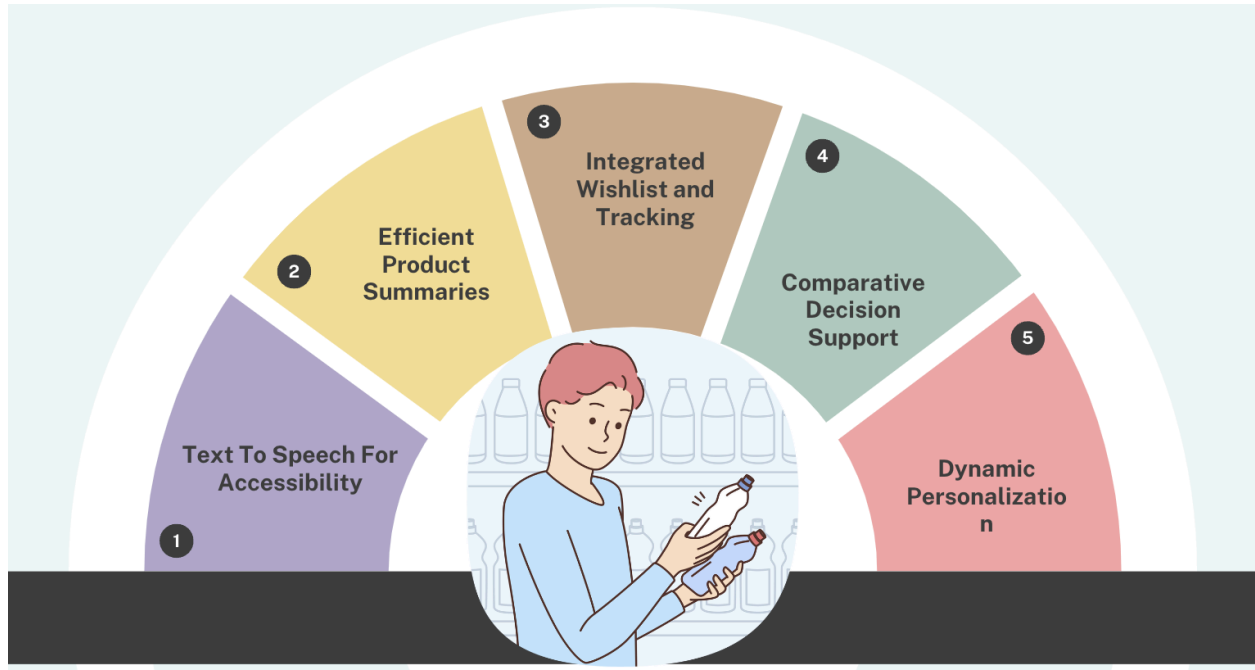 1
Text To Speech For
Accessibility
2
Efficient
Product
Summaries
3
Integrated
Wishlist and
Tracking
4
Comparative
Decision
Support
5
Dynamic
Personalizatio
n